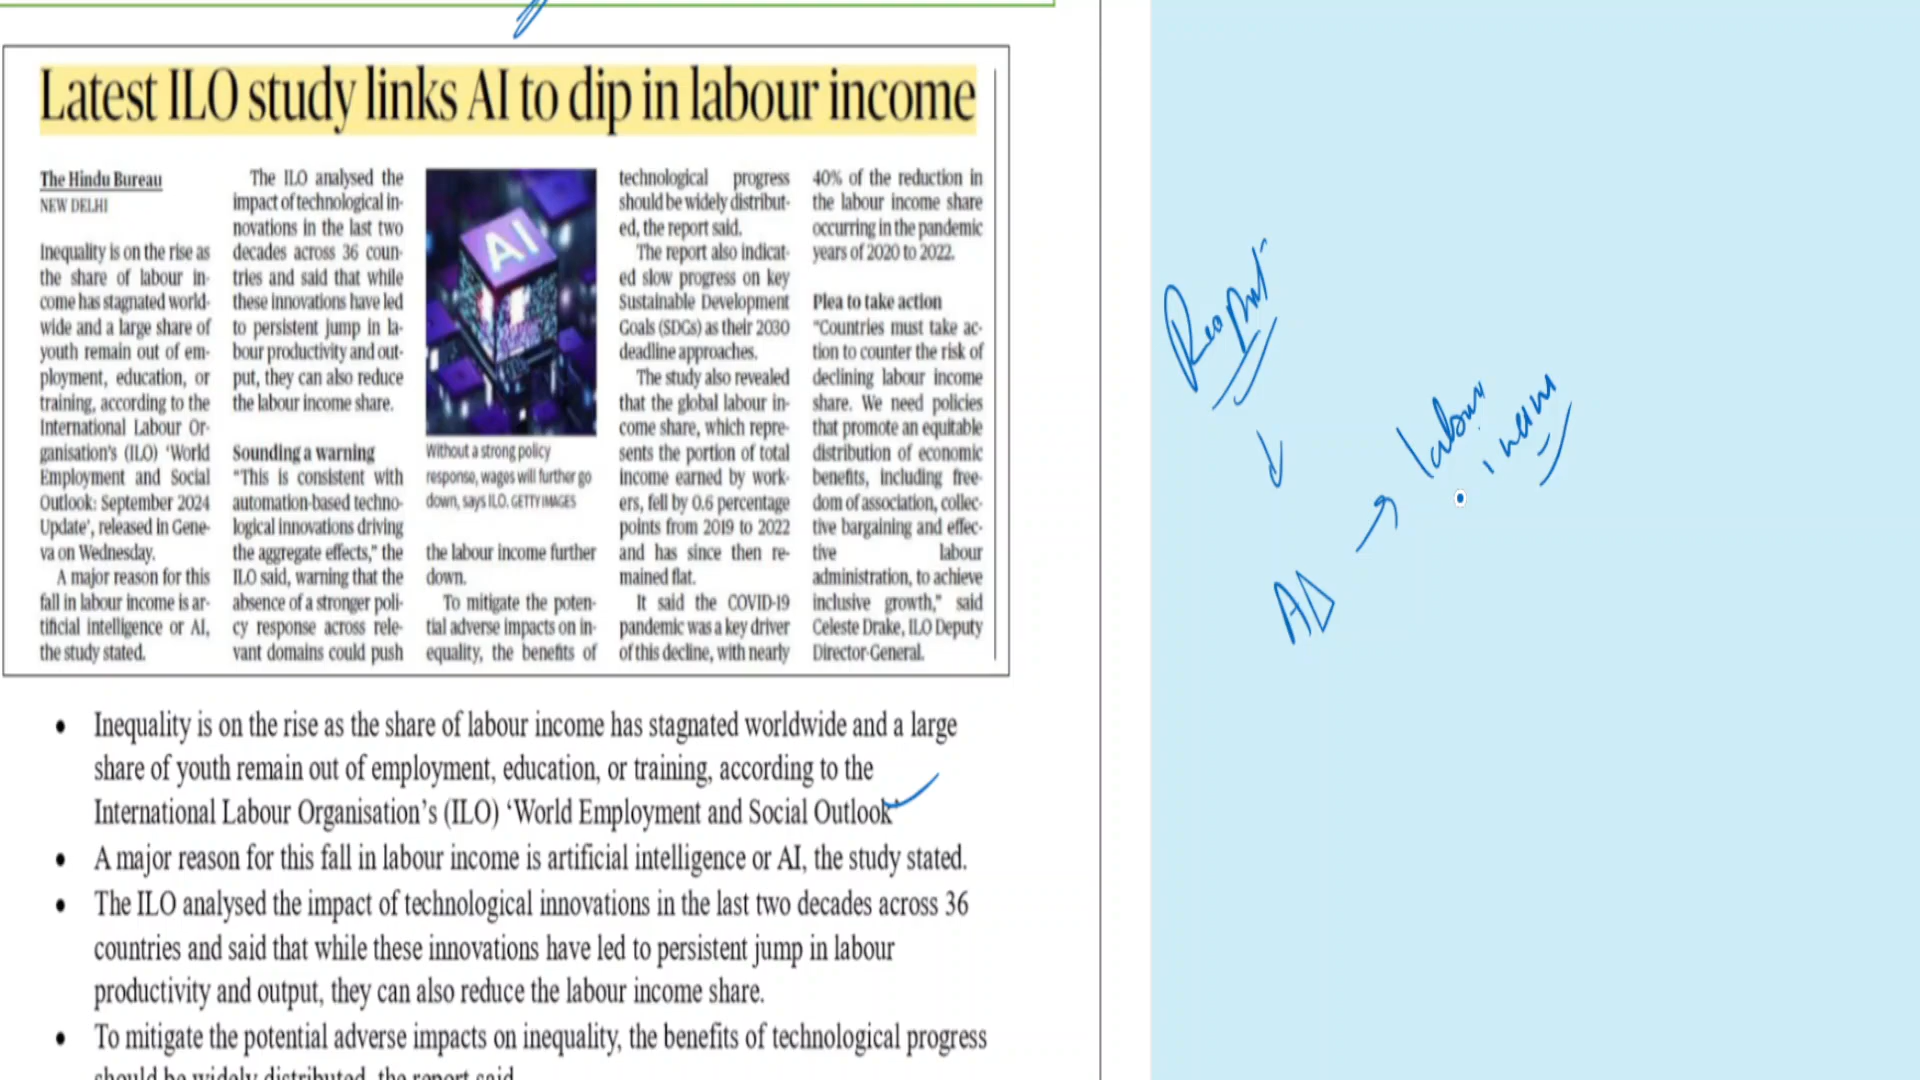 Latest ILO study links AI to dip in labour income
The Hindu Bureau
NEW DELHI
Inequality is on the rise as
the share of labour in-
come has stagnated world-
wide and a large share of
youth remain out of em-
ployment, education, or
training, according to the
International Labour Or-
ganisation's (ILO) 'World
Employment and Social
Outlook: September 2024
Update', released in Gene-
va on Wednesday.
A major reason for this
fall in labour income is ar-
tificial intelligence or AI,
the study stated.
The ILO analysed the
impact of technological in-
novations in the last two
decades across 36 coun-
tries and said that while
these innovations have led
to persistent jump in la-
bour productivity and out-
put, they can also reduce
the labour income share.
Sounding a warning
"This is consistent with
automation-based techno-
logical innovations driving
the aggregate effects," the
ILO said, warning that the
absence of a stronger poli-
cy response across rele-
vant domains could push
AI
Without a strong policy
response, wages will further go
down, says ILO. GETTY IMAGES
the labour income further
down.
To mitigate the poten-
tial adverse impacts on in-
equality, the benefits of
technological progress
should be widely distribut-
ed, the report said.
The report also indicat-
ed slow progress on key
Sustainable Development
Goals (SDGs) as their 2030
deadline approaches.
The study also revealed
that the global labour in-
come share, which repre-
sents the portion of total
income earned by work-
ers, fell by 0.6 percentage
points from 2019 to 2022
and has since then re-
mained flat.
It said the COVID-19
pandemic was a key driver
of this decline, with nearly
40% of the reduction in
the labour income share
occurring in the pandemic
years of 2020 to 2022.
Plea to take action
"Countries must take ac-
tion to counter the risk of
declining labour income
share. We need policies
that promote an equitable
distribution of economic
benefits, including free-
dom of association, collec-
tive bargaining and effec-
tive labour
administration, to achieve
inclusive growth," said
Celeste Drake, ILO Deputy
Director-General.
• Inequality is on the rise as the share of labour income has stagnated worldwide and a large
share of youth remain out of employment, education, or training, according to the
International Labour Organisation's (ILO) 'World Employment and Social Outlook'
• A major reason for this fall in labour income is artificial intelligence or AI, the study stated.
• The ILO analysed the impact of technological innovations in the last two decades across 36
countries and said that while these innovations have led to persistent jump in labour
productivity and output, they can also reduce the labour income share.
• To mitigate the potential adverse impacts on inequality, the benefits of technological progress
should be widely distributed, the report said.
labour